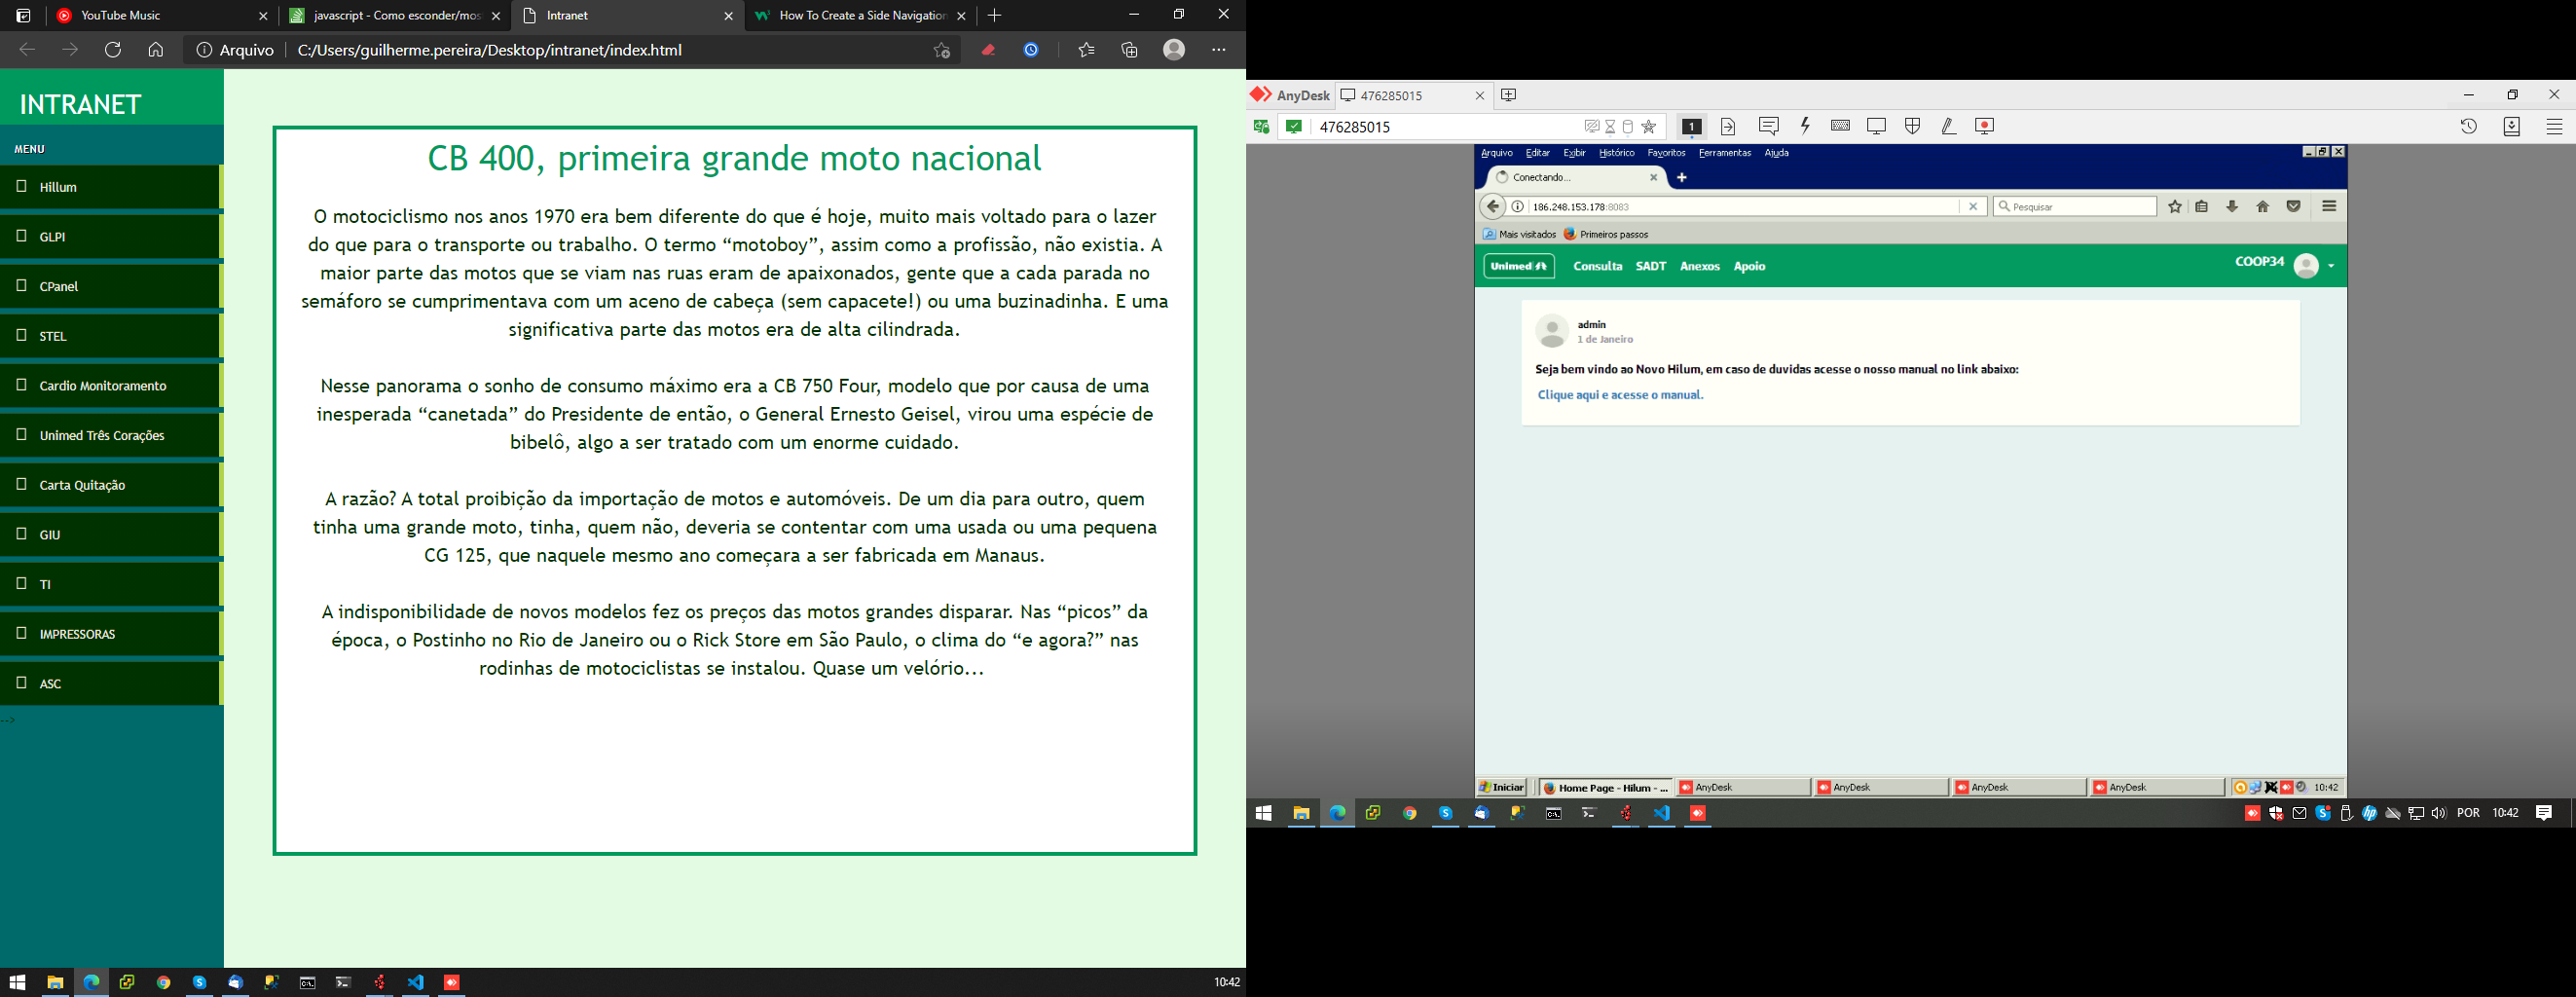 YouTube Music
javascript - Como esconder/mos
Intranet
How To Create a Side Navigation
Arquivo
C:/Users/guilherme.pereira/Desktop/intranet/index.html
INTRANET
MENU
Hillum
GLPI
CPanel
STEL
Cardio Monitoramento
Unimed Três Corações
Carta Quitação
GIU
TI
IMPRESSORAS
ASC
-->
CB 400, primeira grande moto nacional
O motociclismo nos anos 1970 era bem diferente do que é hoje, muito mais voltado para o lazer
do que para o transporte ou trabalho. O termo “motoboy”, assim como a profissão, não existia. A
maior parte das motos que se viam nas ruas eram de apaixonados, gente que a cada parada no
semáforo se cumprimentava com um aceno de cabeça (sem capacete!) ou uma buzinadinha. E uma
significativa parte das motos era de alta cilindrada.
Nesse panorama o sonho de consumo máximo era a CB 750 Four, modelo que por causa de uma
inesperada “canetada” do Presidente de então, o General Ernesto Geisel, virou uma espécie de
bibelô, algo a ser tratado com um enorme cuidado.
A razão? A total proibição da importação de motos e automóveis. De um dia para outro, quem
tinha uma grande moto, tinha, quem não, deveria se contentar com uma usada ou uma pequena
CG 125, que naquele mesmo ano começara a ser fabricada em Manaus.
A indisponibilidade de novos modelos fez os preços das motos grandes disparar. Nas “picos” da
época, o Postinho no Rio de Janeiro ou o Rick Store em São Paulo, o clima do “e agora?” nas
rodinhas de motociclistas se instalou. Quase um velório...
10:42
AnyDesk
476285015
476285015
1
Arquivo Editar Exibir Histórico Favoritos Ferramentas Ajuda
Conectando...
186.248.153.178:8083
Pesquisar
Mais visitados
Primeiros passos
Unimed
Consulta SADT Anexos Apoio
COOP34
admin
1 de Janeiro
Seja bem vindo ao Novo Hilum, em caso de duvidas acesse o nosso manual no link abaixo:
Clique aqui e acesse o manual.
Iniciar
Home Page - Hilum - ...
AnyDesk
AnyDesk
AnyDesk
AnyDesk
10:42
POR
10:42